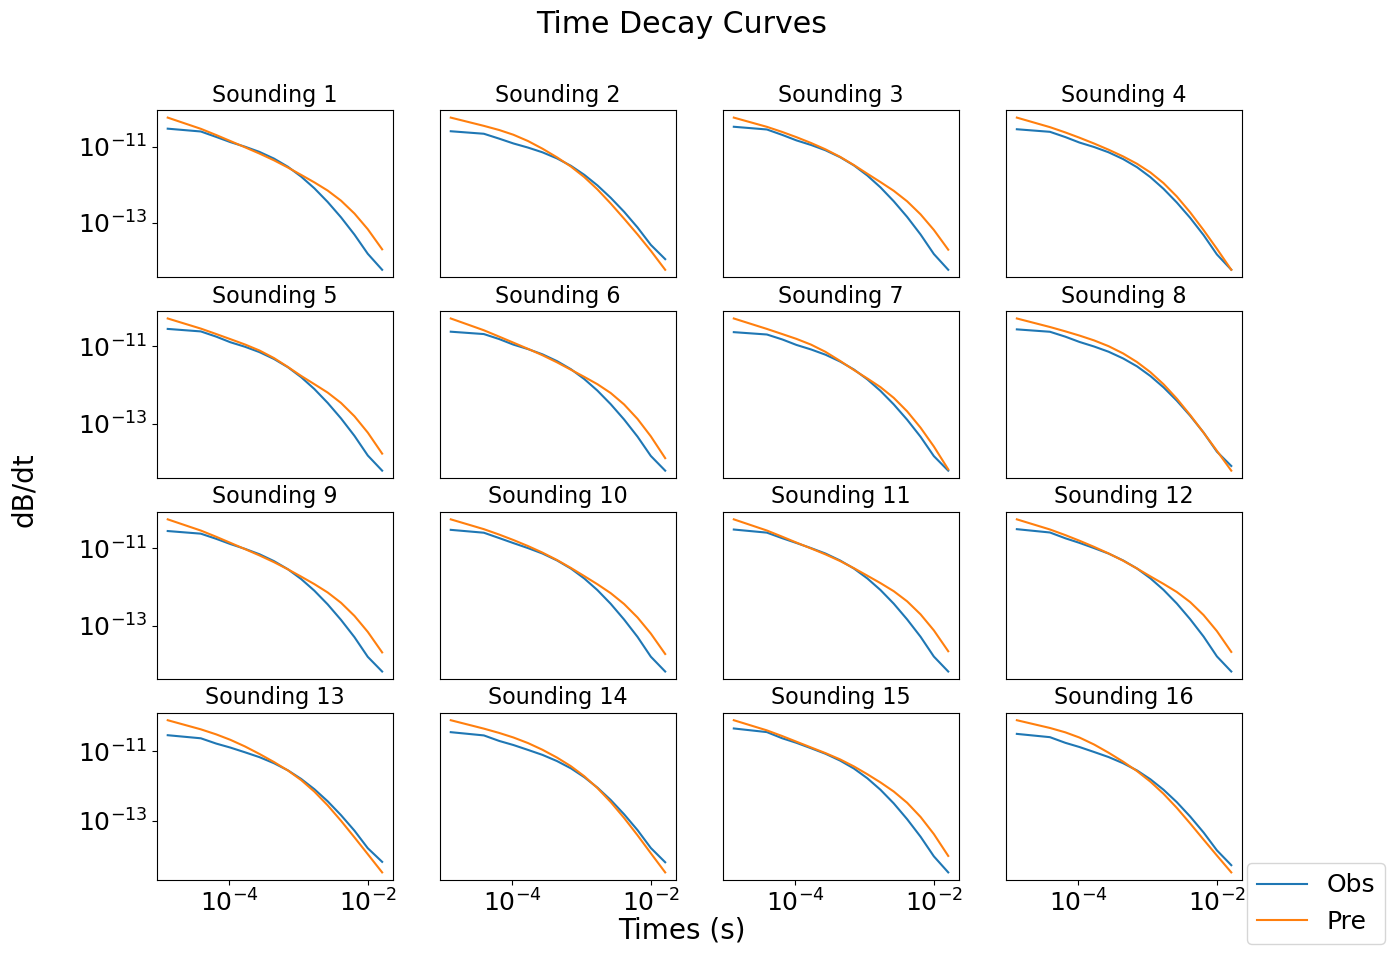 Time Decay Curves
Sounding 1 Sounding 2 Sounding 3 Sounding 4
10⁻¹¹
10⁻¹³
Sounding 5 Sounding 6 Sounding 7 Sounding 8
10⁻¹¹
10⁻¹³
dB/dt
Sounding 9 Sounding 10 Sounding 11 Sounding 12
10⁻¹¹
10⁻¹³
Sounding 13 Sounding 14 Sounding 15 Sounding 16
10⁻¹¹
10⁻¹³
10⁻⁴ 10⁻² 10⁻⁴ 10⁻² 10⁻⁴ 10⁻² 10⁻⁴ 10⁻²
Times (s)
Obs
Pre